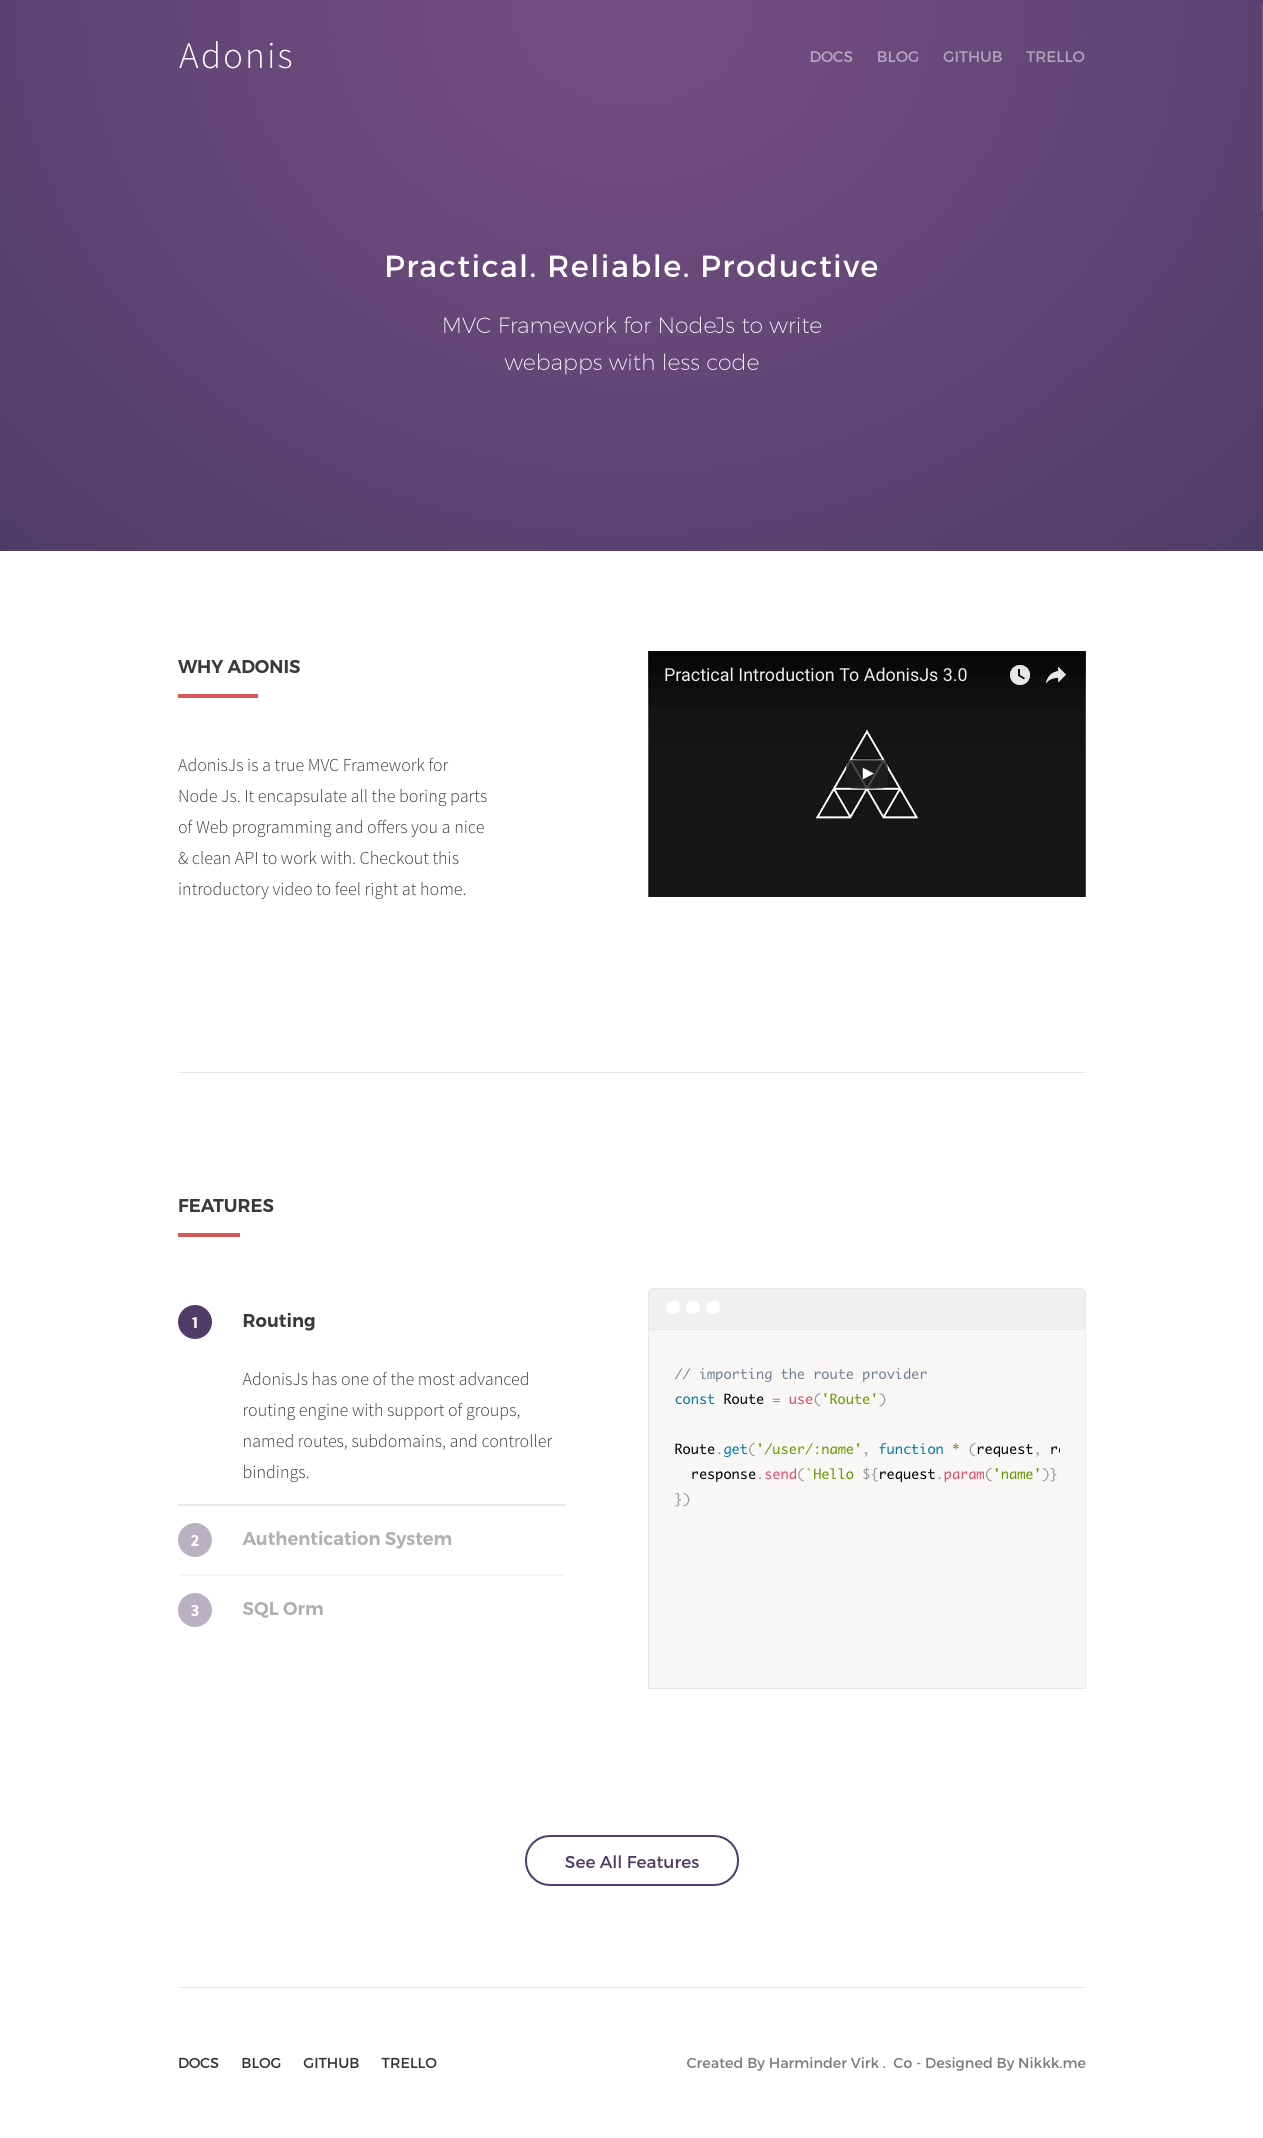 Adonis
DOCS BLOG GITHUB TRELLO
Practical. Reliable. Productive
MVC Framework for NodeJs to write
webapps with less code
WHY ADONIS
AdonisJs is a true MVC Framework for
Node Js. It encapsulate all the boring parts
of Web programming and offers you a nice
& clean API to work with. Checkout this
introductory video to feel right at home.
Practical Introduction To AdonisJs 3.0
FEATURES
1 Routing
AdonisJs has one of the most advanced
routing engine with support of groups,
named routes, subdomains, and controller
bindings.
2 Authentication System
3 SQL Orm
// importing the route provider
const Route = use('Route')
Route.get('/user/:name', function * (request,
  response.send(`Hello ${request.param('name')}
})
See All Features
DOCS BLOG GITHUB TRELLO
Created By Harminder Virk . Co - Designed By Nikkk.me